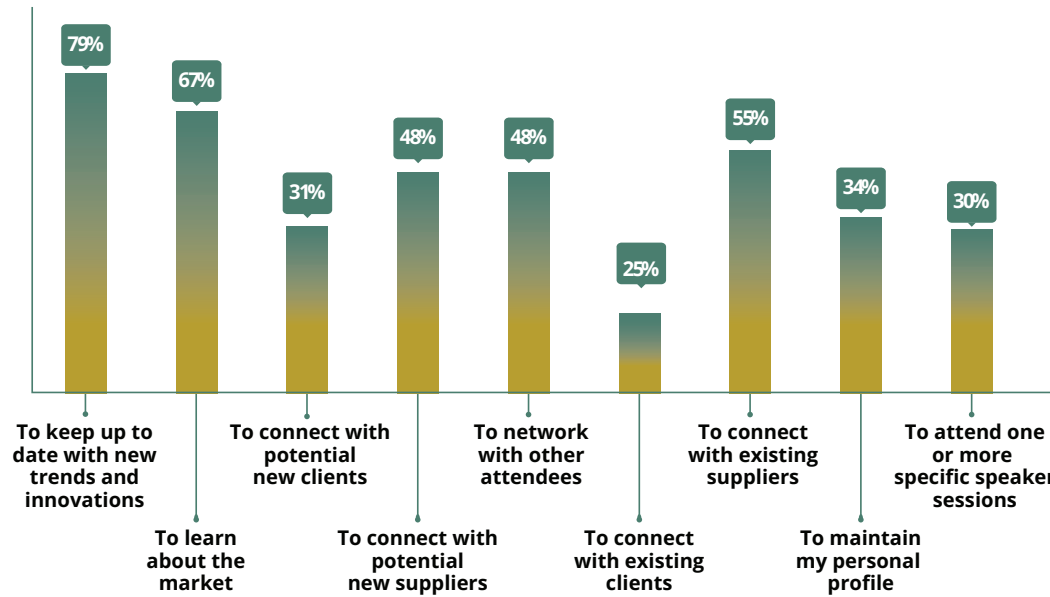 79%
67%
31%
48%
48%
25%
55%
34%
30%
To keep up to
date with new
trends and
innovations
To learn
about the
market
To connect with
potential
new clients
To connect with
potential
new suppliers
To network
with other
attendees
To connect
with existing
clients
To connect
with existing
suppliers
To maintain
my personal
profile
To attend one
or more
specific speaker
sessions